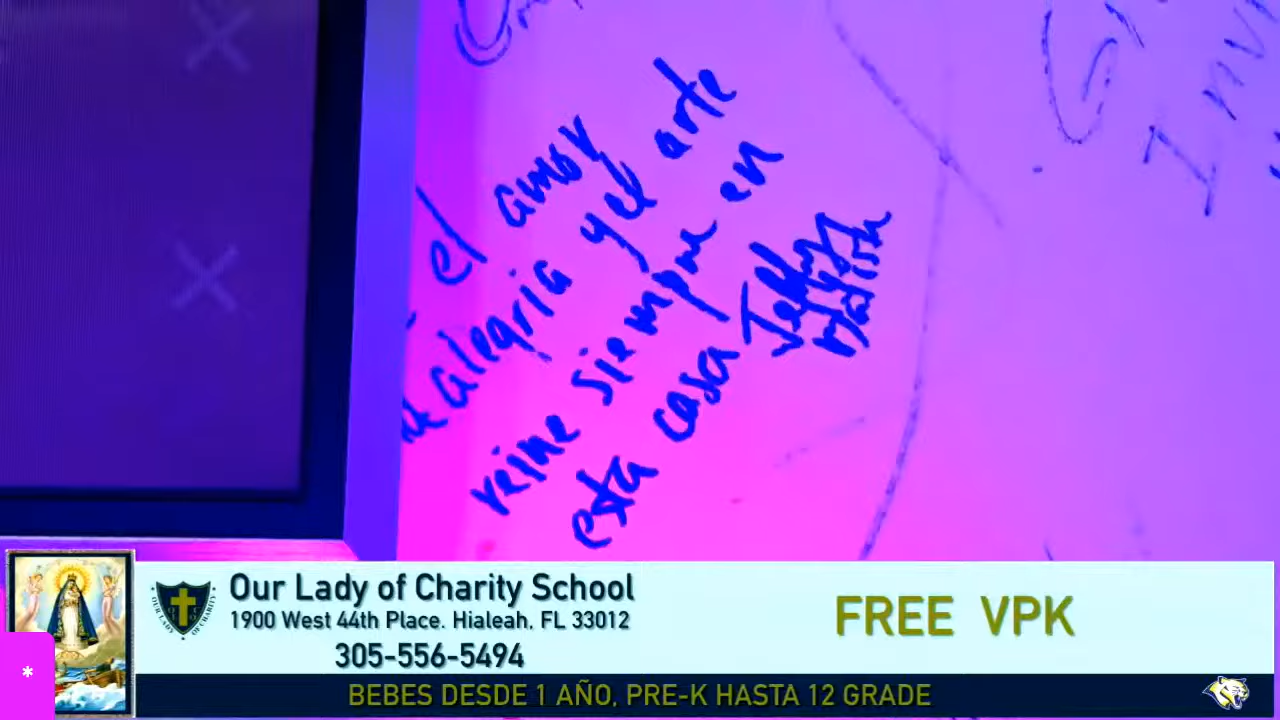 el amor
la alegria y el arte
reine siempre en
esta casa
Our Lady of Charity School
1900 West 44th Place. Hialeah, FL 33012
305-556-5494
FREE VPK
BEBES DESDE 1 AÑO, PRE-K HASTA 12 GRADE
*